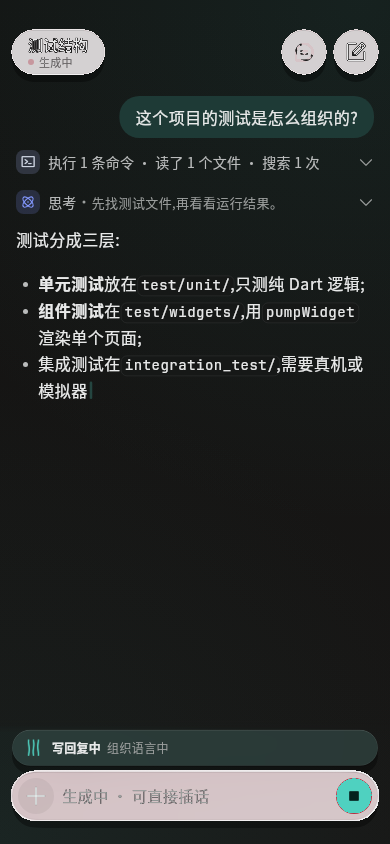 测试结构
生成中
这个项目的测试是怎么组织的?
执行 1 条命令 · 读了 1 个文件 · 搜索 1 次
思考 · 先找测试文件,再看看运行结果。
测试分成三层:
• 单元测试放在 test/unit/,只测纯 Dart 逻辑;
• 组件测试在 test/widgets/,用 pumpWidget
渲染单个页面;
• 集成测试在 integration_test/,需要真机或
模拟器
写回复中 组织语言中
生成中 · 可直接插话